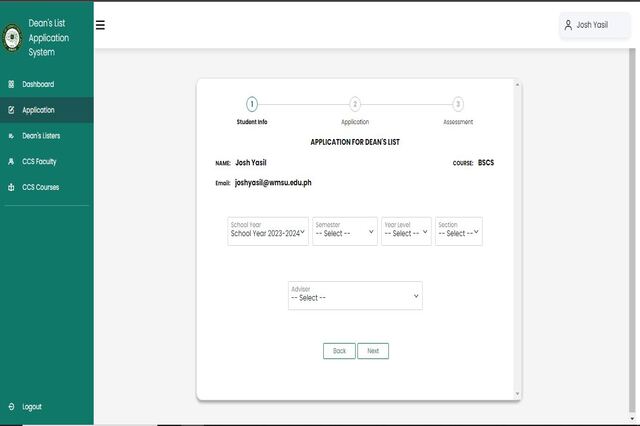 Dean's List
Application
System
Josh Yasil
Dashboard
Application
Dean's Listers
CCS Faculty
CCS Courses
Logout
1
2
3
Student Info
Application
Assessment
APPLICATION FOR DEAN'S LIST
NAME: Josh Yasil
COURSE: BSCS
Email: joshyasil@wmsu.edu.ph
School Year
School Year 2023-2024
Semester
-- Select --
Year Level
-- Select --
Section
-- Select --
Adviser
-- Select --
Back
Next